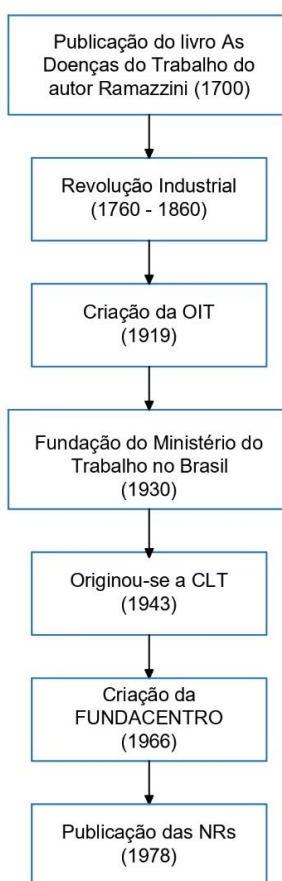 Publicação do livro As
Doenças do Trabalho do
autor Ramazzini (1700)
Revolução Industrial
(1760 - 1860)
Criação da OIT
(1919)
Fundação do Ministério do
Trabalho no Brasil
(1930)
Originou-se a CLT
(1943)
Criação da
FUNDACENTRO
(1966)
Publicação das NRs
(1978)